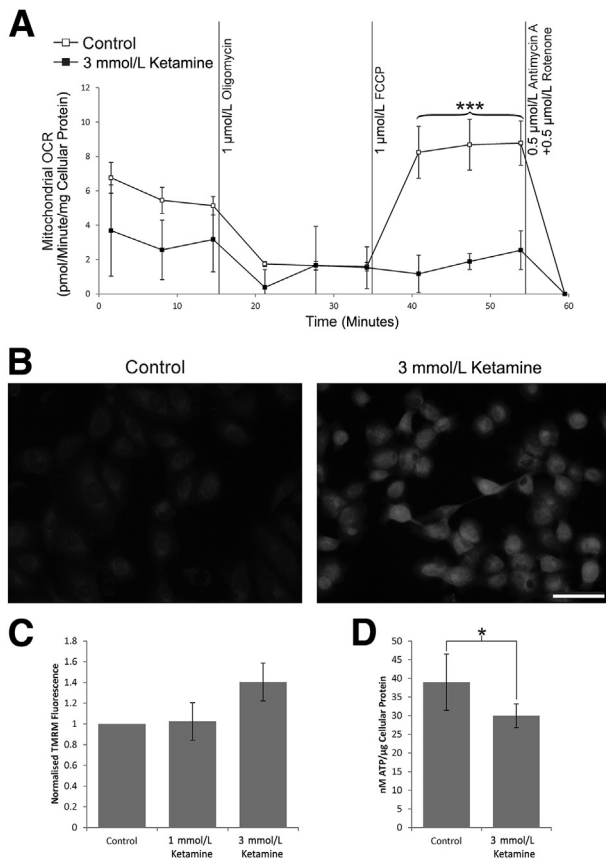 A
Control
3 mmol/L Ketamine
1 µmol/L Oligomycin
1 µmol/L FCCP
0.5 µmol/L Antimycin A
+0.5 µmol/L Rotenone
***
Mitochondrial OCR
(pmol/Minute/mg Cellular Protein)
12
10
8
6
4
2
0
0 10 20 30 40 50 60
Time (Minutes)
B
Control 3 mmol/L Ketamine
C
Normalised TMRM Fluorescence
1.8
1.6
1.4
1.2
1
0.8
0.6
0.4
0.2
0
Control 1 mmol/L 3 mmol/L
Ketamine Ketamine
D
*
nM ATP/µg Cellular Protein
50
45
40
35
30
25
20
15
10
5
0
Control 3 mmol/L
Ketamine